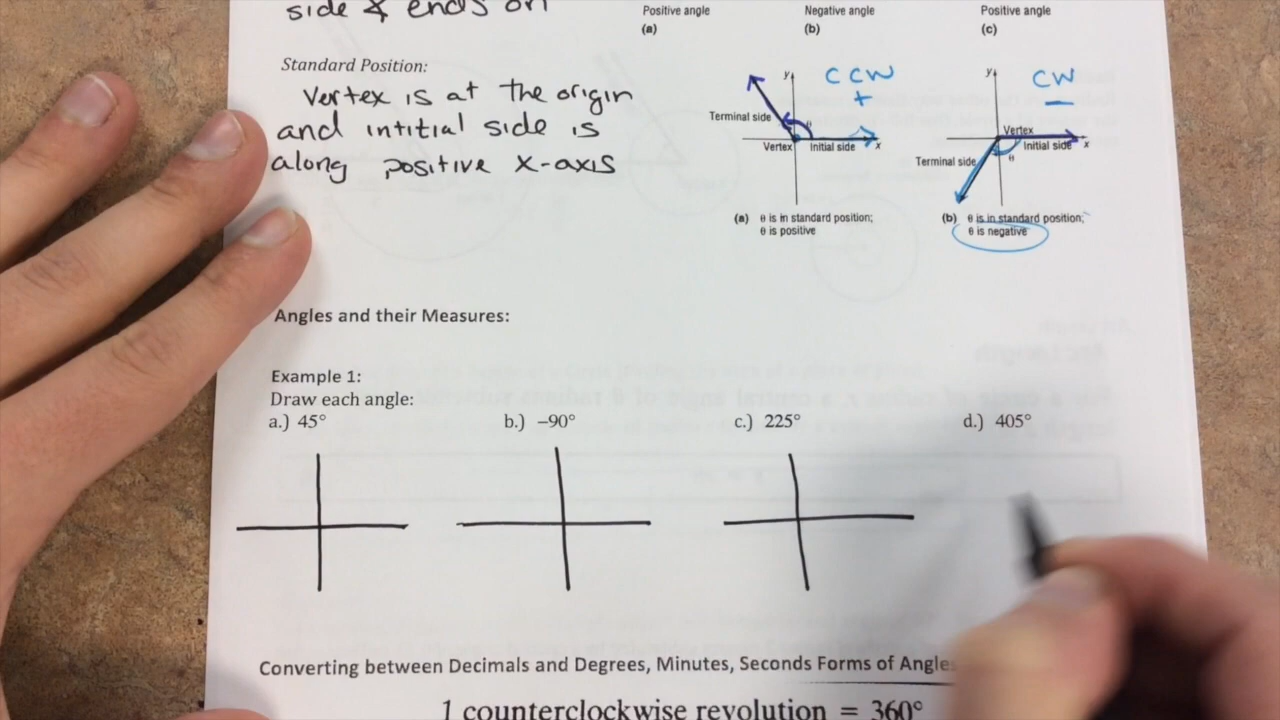 side & ends on
Positive angle
Negative angle
Positive angle
(a)
(b)
(c)
Standard Position:
Vertex is at the origin
and intitial side is
along positive x-axis
y
CCW
+
Terminal side
θ
Vertex
Initial side
x
(a) θ is in standard position;
θ is positive
y
CW
−
Vertex
Initial side
x
Terminal side
θ
(b) θ is in standard position;
θ is negative
Angles and their Measures:
Example 1:
Draw each angle:
a.) 45°
b.) −90°
c.) 225°
d.) 405°
Converting between Decimals and Degrees, Minutes, Seconds Forms of Angles
1 counterclockwise revolution = 360°